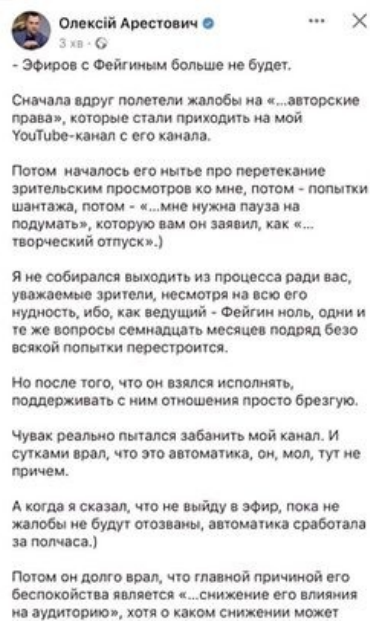 Олексій Арестович
3 хв
- Эфиров с Фейгиным больше не будет.
Сначала вдруг полетели жалобы на «...авторские
права», которые стали приходить на мой
YouTube-канал с его канала.
Потом началось его нытье про перетекание
зрительским просмотров ко мне, потом - попытки
шантажа, потом - «...мне нужна пауза на
подумать», которую вам он заявил, как «...
творческий отпуск».)
Я не собирался выходить из процесса ради вас,
уважаемые зрители, несмотря на всю его
нудность, ибо, как ведущий - Фейгин ноль, одни и
те же вопросы семнадцать месяцев подряд безо
всякой попытки перестроится.
Но после того, что он взялся исполнять,
поддерживать с ним отношения просто брезгую.
Чувак реально пытался забанить мой канал. И
сутками врал, что это автоматика, он, мол, тут не
причем.
А когда я сказал, что не выйду в эфир, пока не
жалобы не будут отозваны, автоматика сработала
за полчаса.)
Потом он долго врал, что главной причиной его
беспокойства является «...снижение его влияния
на аудиторию», хотя о каком снижении может